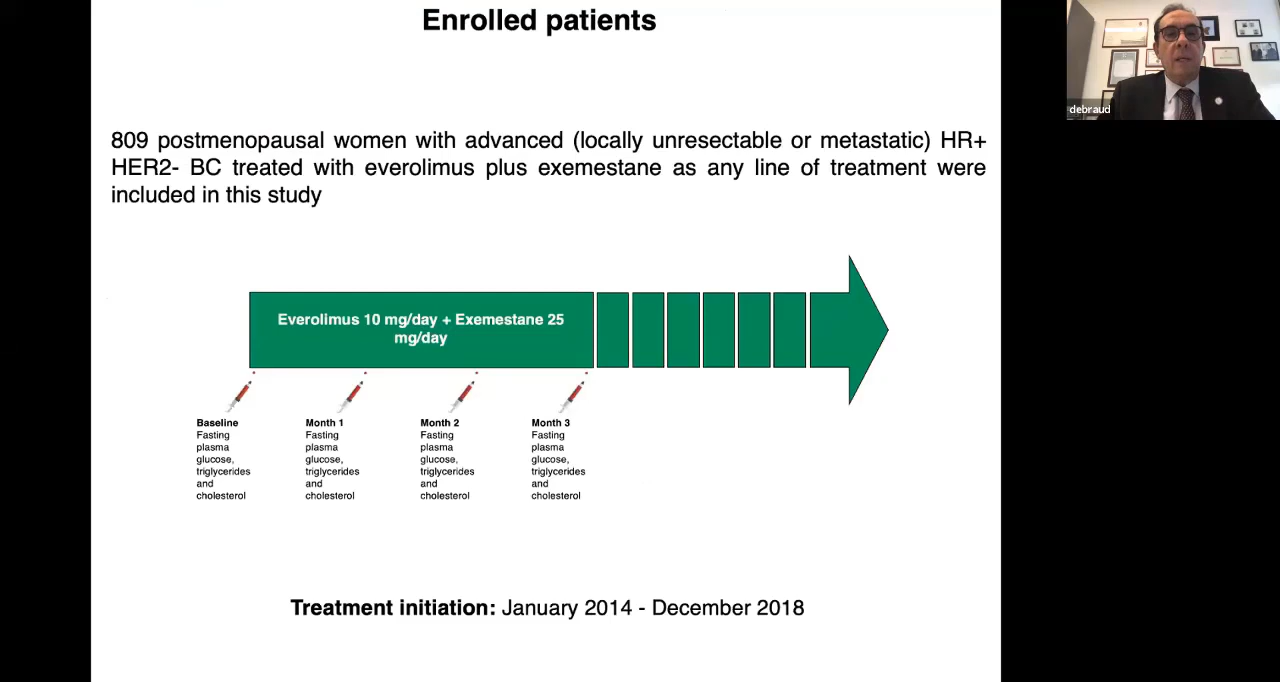 Enrolled patients
debraud
809 postmenopausal women with advanced (locally unresectable or metastatic) HR+
HER2- BC treated with everolimus plus exemestane as any line of treatment were
included in this study
Everolimus 10 mg/day + Exemestane 25
mg/day
Baseline
Fasting
plasma
glucose,
triglycerides
and
cholesterol
Month 1
Fasting
plasma
glucose,
triglycerides
and
cholesterol
Month 2
Fasting
plasma
glucose,
triglycerides
and
cholesterol
Month 3
Fasting
plasma
glucose,
triglycerides
and
cholesterol
Treatment initiation: January 2014 - December 2018